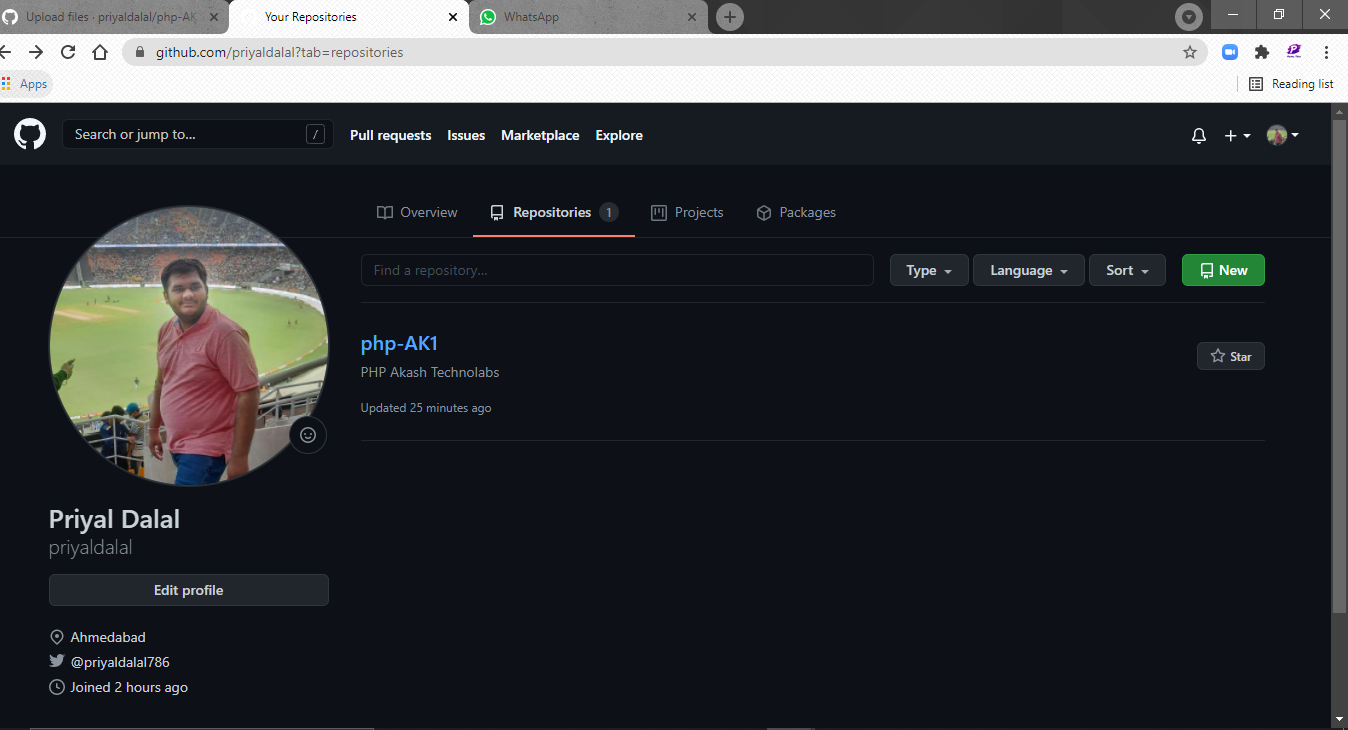 Upload files · priyaldalal/php-AK
Your Repositories
WhatsApp
github.com/priyaldalal?tab=repositories
Apps
Reading list
Search or jump to...
/
Pull requests
Issues
Marketplace
Explore
Overview
Repositories 1
Projects
Packages
Find a repository...
Type
Language
Sort
New
php-AK1
Star
PHP Akash Technolabs
Updated 25 minutes ago
Priyal Dalal
priyaldalal
Edit profile
Ahmedabad
@priyaldalal786
Joined 2 hours ago